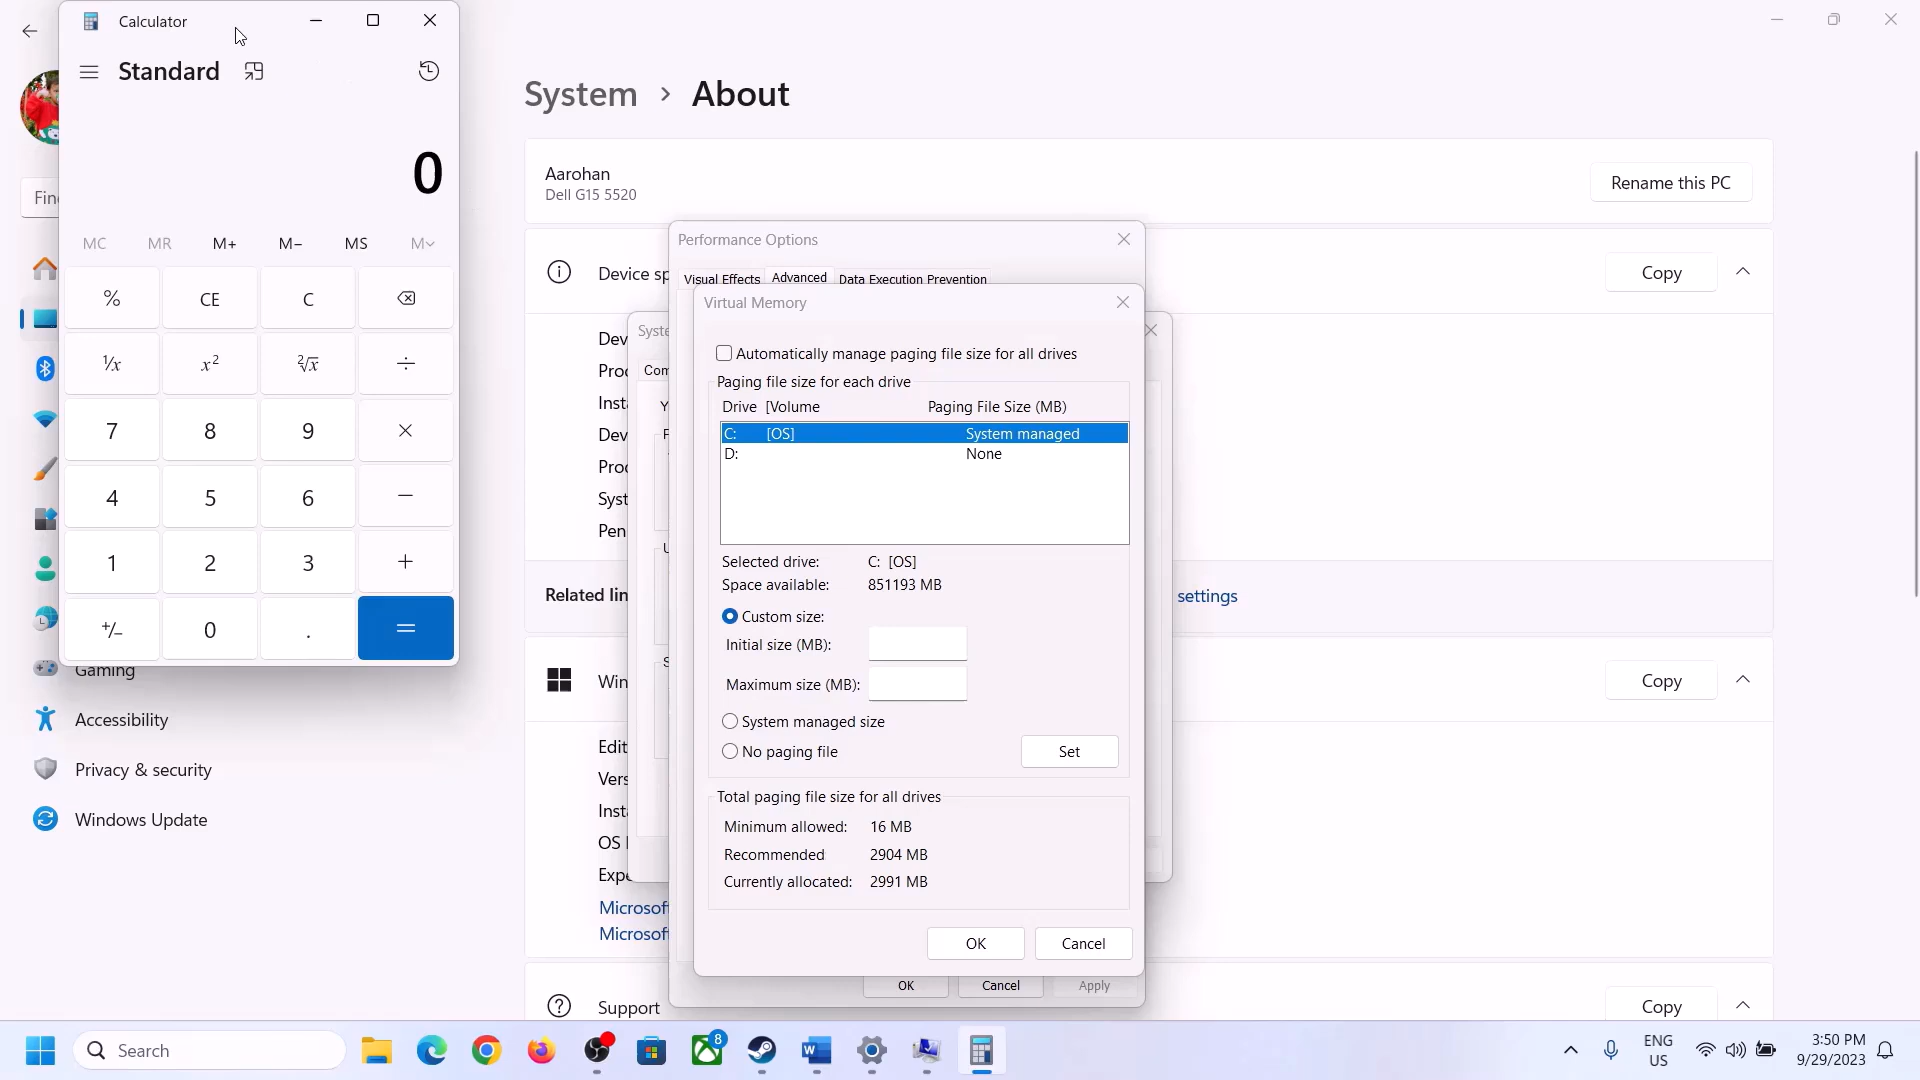 Calculator
Standard
0
MC MR M+ M− MS M
% CE C
¹/x x² ²√x ÷
7 8 9 ×
4 5 6 −
1 2 3 +
+/− 0 . =
Gaming
Accessibility
Privacy & security
Windows Update
System > About
Aarohan
Dell G15 5520
Rename this PC
Copy
Related lin
settings
Copy
Support
Copy
Performance Options
Visual Effects Advanced Data Execution Prevention
Virtual Memory
Automatically manage paging file size for all drives
Paging file size for each drive
Drive [Volume Paging File Size (MB)
C: [OS] System managed
D: None
Selected drive: C: [OS]
Space available: 851193 MB
Custom size:
Initial size (MB):
Maximum size (MB):
System managed size
No paging file
Set
Total paging file size for all drives
Minimum allowed: 16 MB
Recommended 2904 MB
Currently allocated: 2991 MB
OK Cancel
OK Cancel Apply
Search
8
ENG
US
3:50 PM
9/29/2023